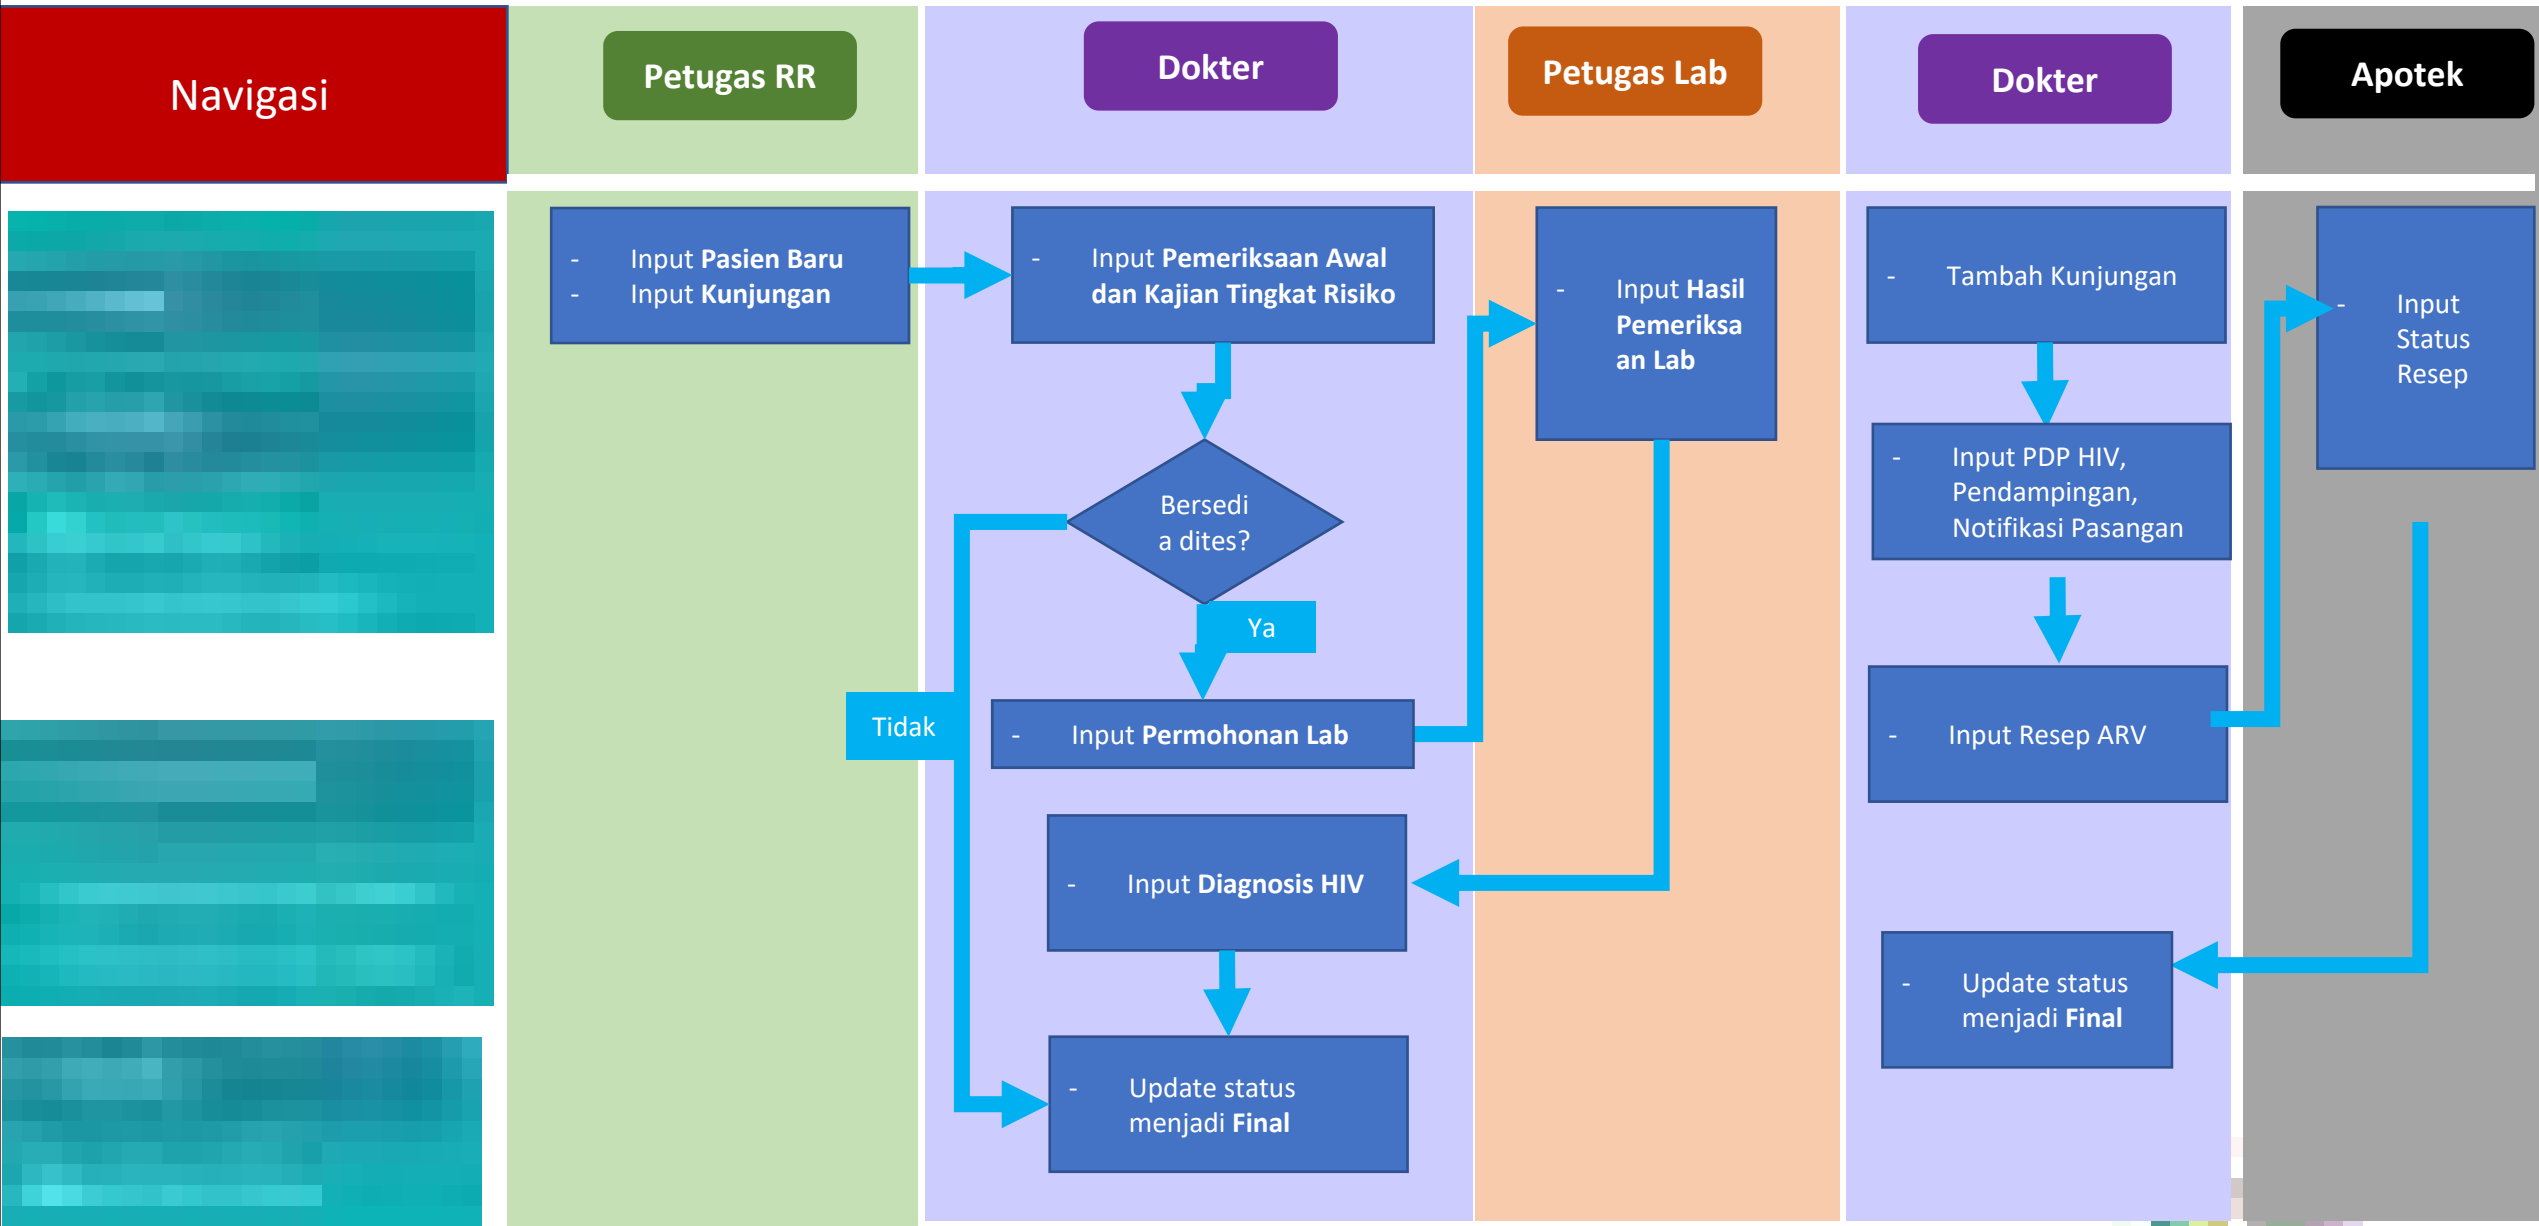 Navigasi
Petugas RR
Dokter
Petugas Lab
Dokter
Apotek
- Input Pasien Baru
- Input Kunjungan
- Input Pemeriksaan Awal
dan Kajian Tingkat Risiko
Bersedi
a dites?
Ya
Tidak
- Input Permohonan Lab
- Input Diagnosis HIV
- Update status
menjadi Final
- Input Hasil
Pemeriksa
an Lab
- Tambah Kunjungan
- Input PDP HIV,
Pendampingan,
Notifikasi Pasangan
- Input Resep ARV
- Update status
menjadi Final
- Input
Status
Resep